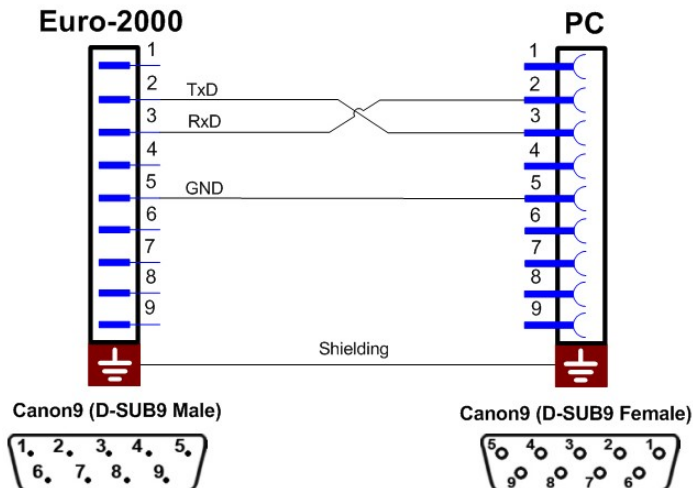 Euro-2000 PC
1 1
2 TxD 2
3 RxD 3
4 4
5 GND 5
6 6
7 7
8 8
9 9
Shielding
Canon9 (D-SUB9 Male) Canon9 (D-SUB9 Female)
1 2 3 4 5 5 4 3 2 1
6 7 8 9 9 8 7 6